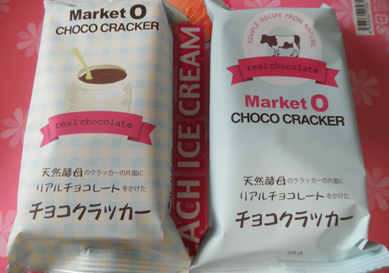 Market O
CHOCO CRACKER
real chocolate
天然酵母のクラッカーの片面に
リアルチョコレートをかけた
チョコクラッカー
ACH ICE CREAM
SIMPLE RECIPE FROM NATURE
real chocolate
Market O
CHOCO CRACKER
天然酵母のクラッカーの片面に
リアルチョコレートをかけた
チョコクラッカー